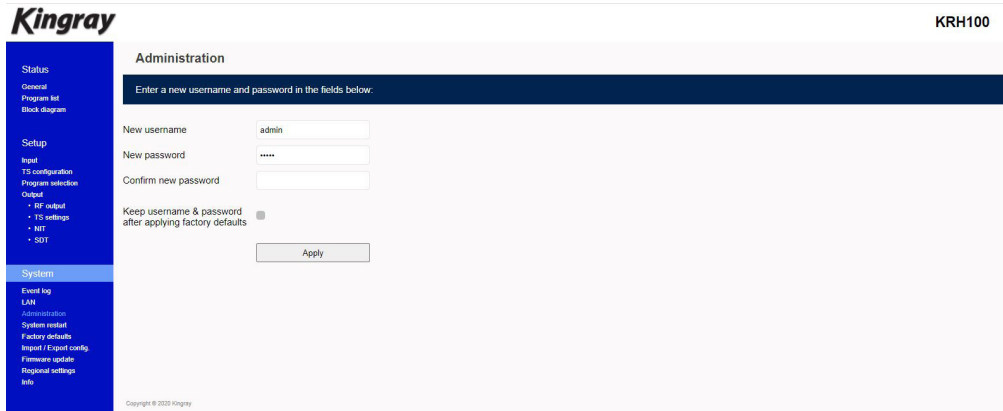 Kingray
KRH100
Status
General
Program list
Block diagram
Setup
Input
TS configuration
Program selection
Output
• RF output
• TS settings
• NIT
• SDT
System
Event log
LAN
Administration
System restart
Factory defaults
Import / Export config.
Firmware update
Regional settings
Info
Administration
Enter a new username and password in the fields below:
New username admin
New password •••••
Confirm new password
Keep username & password
after applying factory defaults
Apply
Copyright © 2020 Kingray